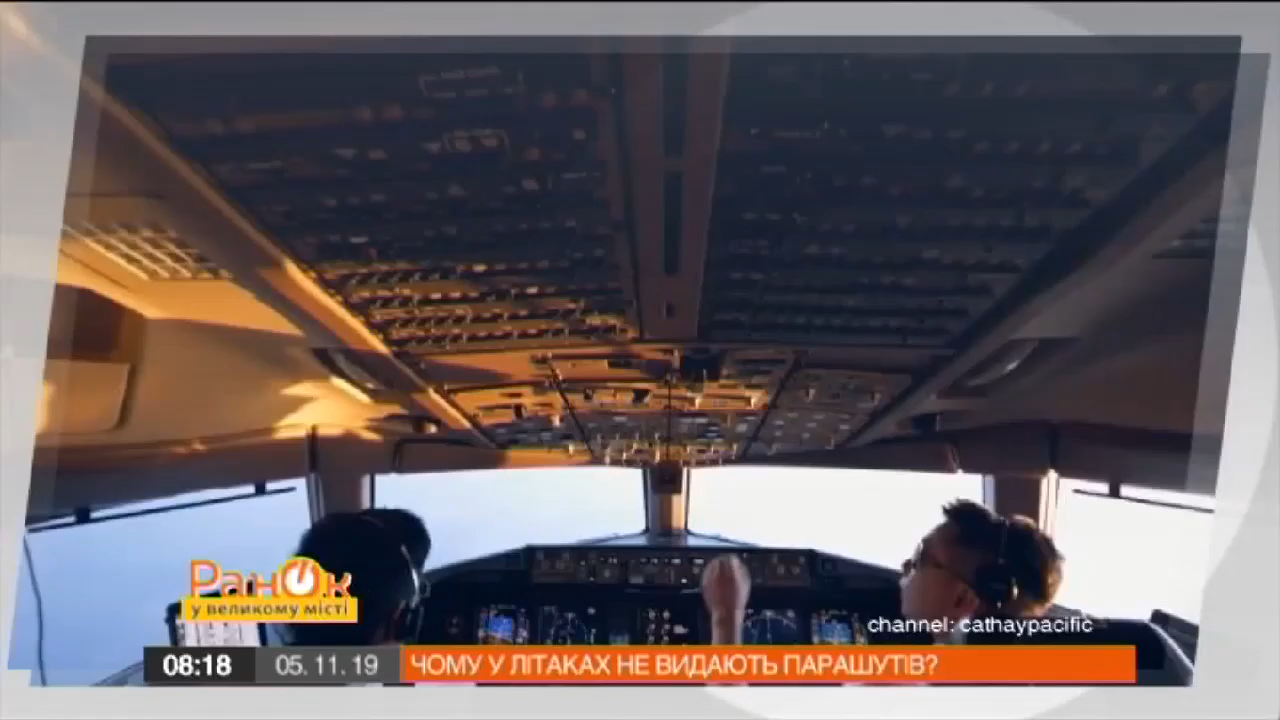 Ранок
у великому місті
channel: cathaypacific
08:18
05.11.19
ЧОМУ У ЛІТАКАХ НЕ ВИДАЮТЬ ПАРАШУТІВ?